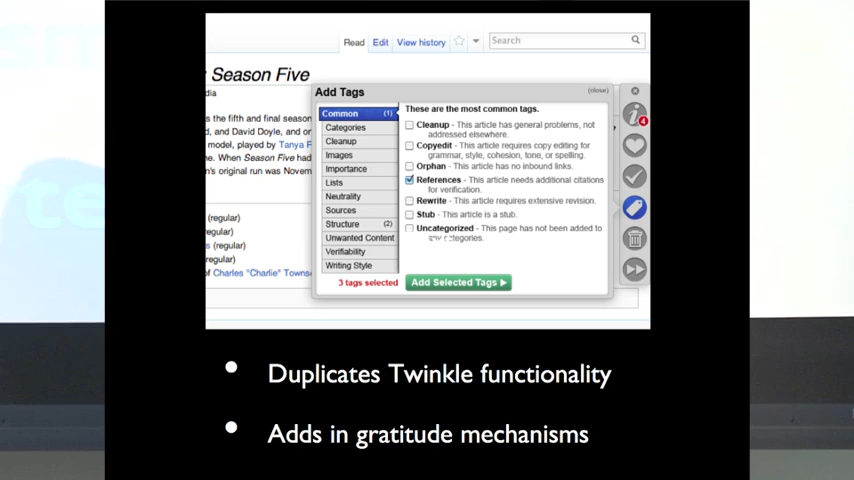 Read Edit View history Search
Season Five
Add Tags (close)
dia
Common (1)
These are the most common tags.
s the fifth and final season
Categories
Cleanup - This article has general problems, not
addressed elsewhere.
d, and David Doyle, and or
Cleanup
model, played by Tanya F
Copyedit - This article requires copy editing for
grammar, style, cohesion, tone, or spelling.
Images
e. When Season Five had
Orphan - This article has no inbound links.
's original run was Novem
Importance
References - This article needs additional citations
for verification.
Lists
Neutrality
Rewrite - This article requires extensive revision.
Sources
Stub - This article is a stub.
(regular)
Structure (2)
Uncategorized - This page has not been added to
any categories.
(regular)
Unwanted Content
s (regular)
Verifiability
(regular)
Writing Style
of Charles "Charlie" Towns
3 tags selected
Add Selected Tags
4
• Duplicates Twinkle functionality
• Adds in gratitude mechanisms